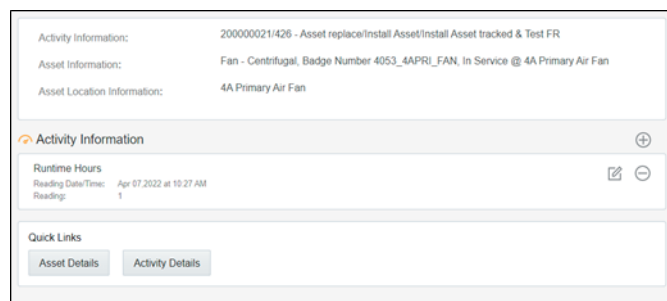 Activity Information: 200000021/426 - Asset replace/Install Asset/Install Asset tracked & Test FR
Asset Information: Fan - Centrifugal, Badge Number 4053_4APRI_FAN, In Service @ 4A Primary Air Fan
Asset Location Information: 4A Primary Air Fan
Activity Information
Runtime Hours
Reading Date/Time: Apr 07,2022 at 10:27 AM
Reading: 1
Quick Links
Asset Details Activity Details